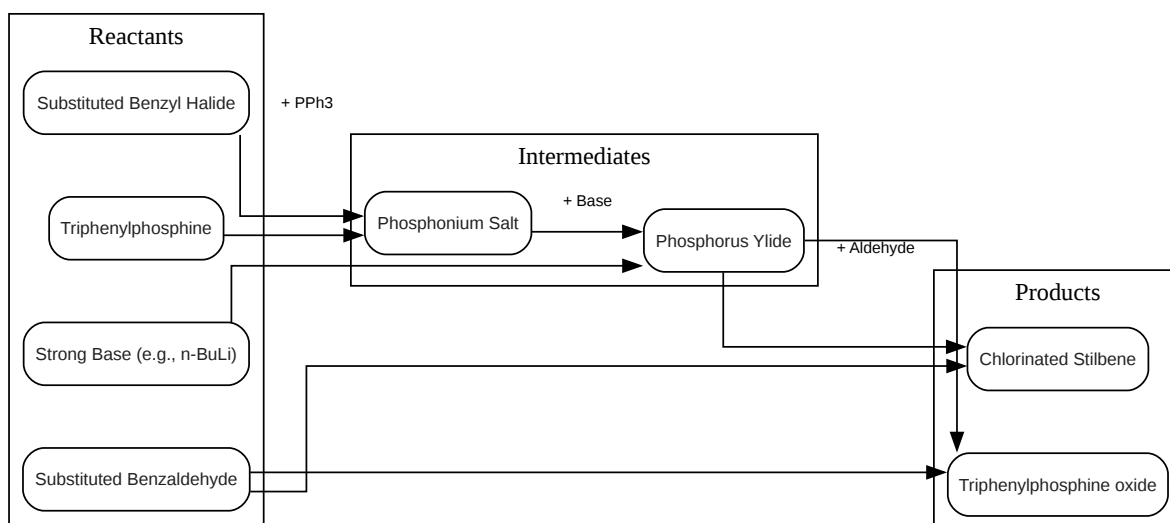 Reactants
Substituted Benzyl Halide
+ PPh3
Intermediates
Triphenylphosphine
Phosphonium Salt
+ Base
Phosphorus Ylide
+ Aldehyde
Products
Strong Base (e.g., n-BuLi)
Chlorinated Stilbene
Substituted Benzaldehyde
Triphenylphosphine oxide